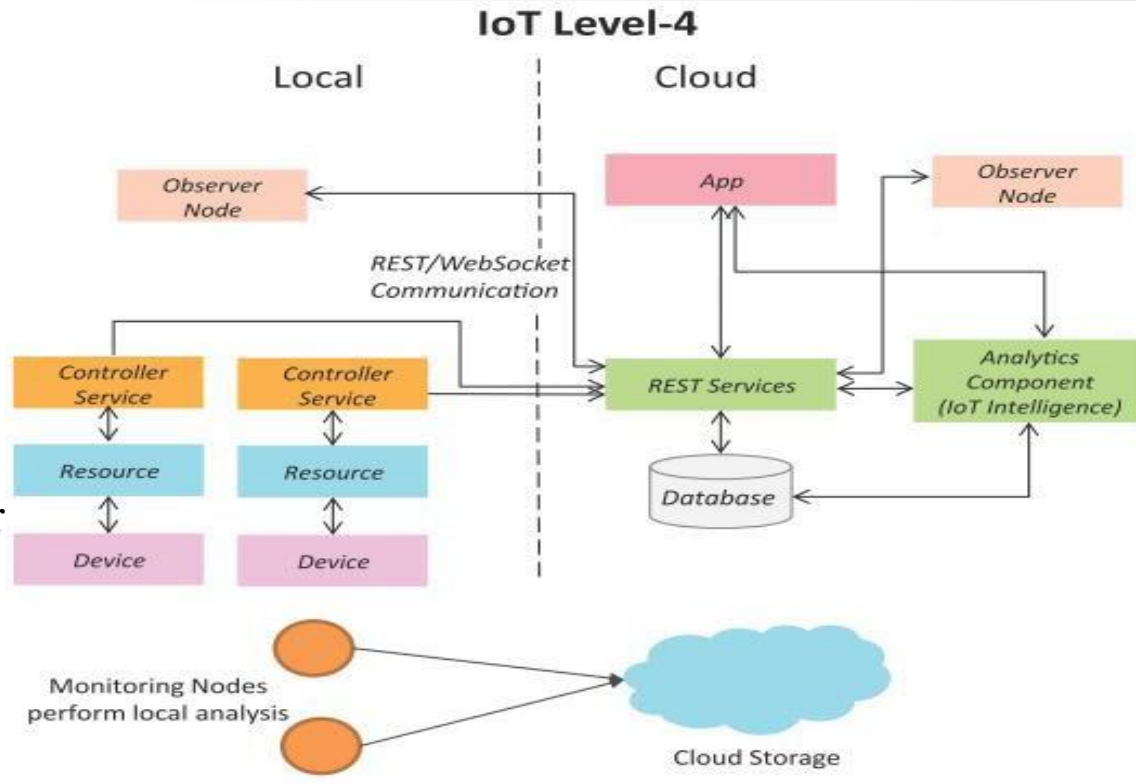 IoT Level-4
Local
Cloud
Observer
Node
App
Observer
Node
REST/WebSocket
Communication
Controller
Service
Controller
Service
REST Services
Analytics
Component
(IoT Intelligence)
Resource
Resource
Database
Device
Device
Monitoring Nodes
perform local analysis
Cloud Storage